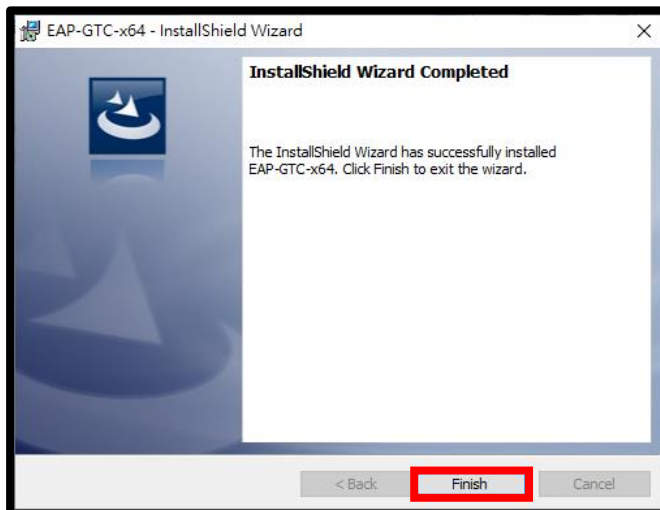 EAP-GTC-x64 - InstallShield Wizard
InstallShield Wizard Completed
The InstallShield Wizard has successfully installed
EAP-GTC-x64. Click Finish to exit the wizard.
< Back Finish Cancel